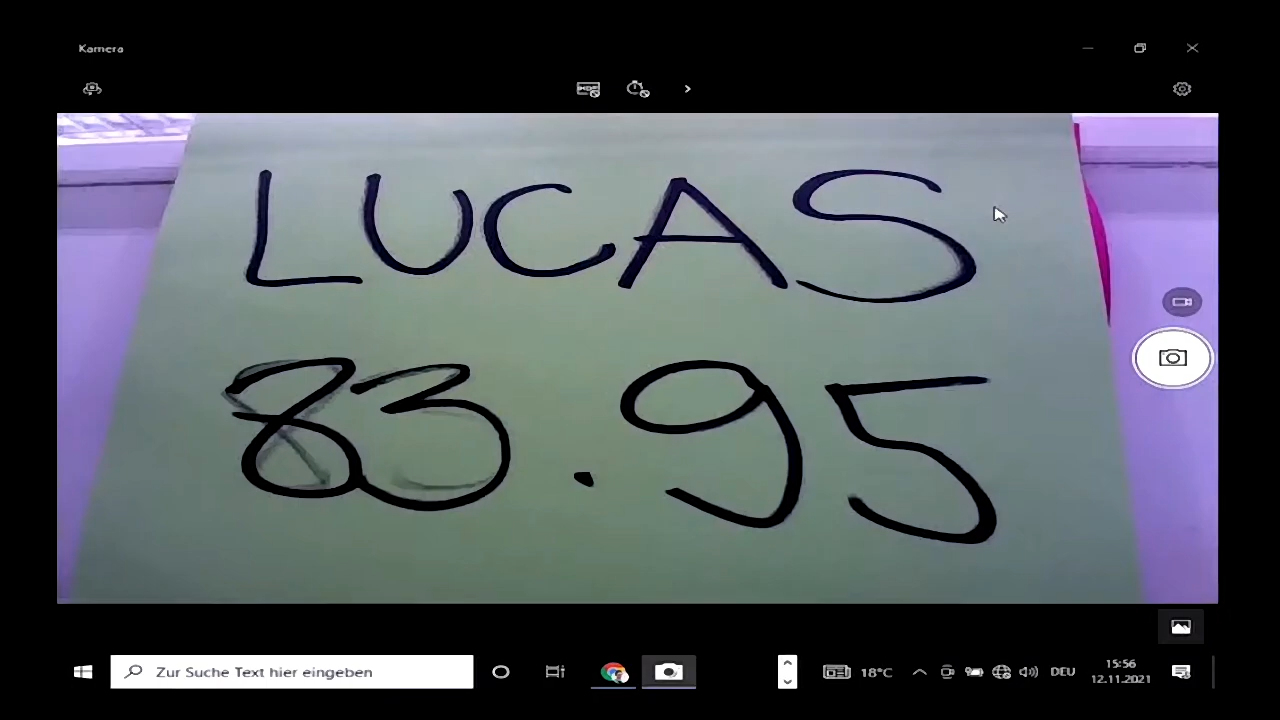 Kamera
LUCAS
83.95
Zur Suche Text hier eingeben
18°C
DEU
15:56
12.11.2021